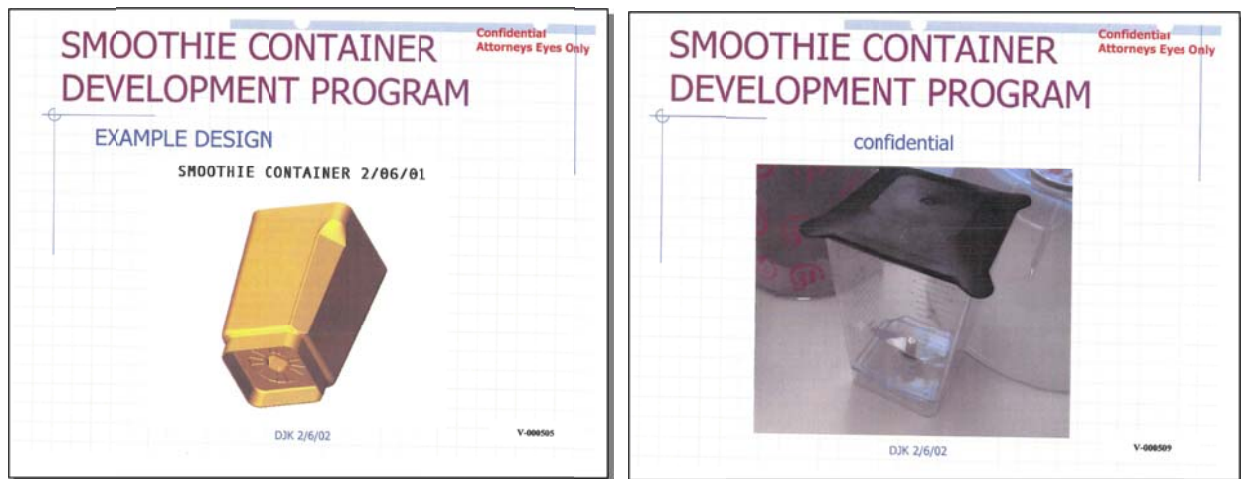 SMOOTHIE CONTAINER
DEVELOPMENT PROGRAM
Confidential
Attorneys Eyes Only
EXAMPLE DESIGN
SMOOTHIE CONTAINER 2/06/01
DJK 2/6/02
V-000505
SMOOTHIE CONTAINER
DEVELOPMENT PROGRAM
Confidential
Attorneys Eyes Only
confidential
DJK 2/6/02
V-000509